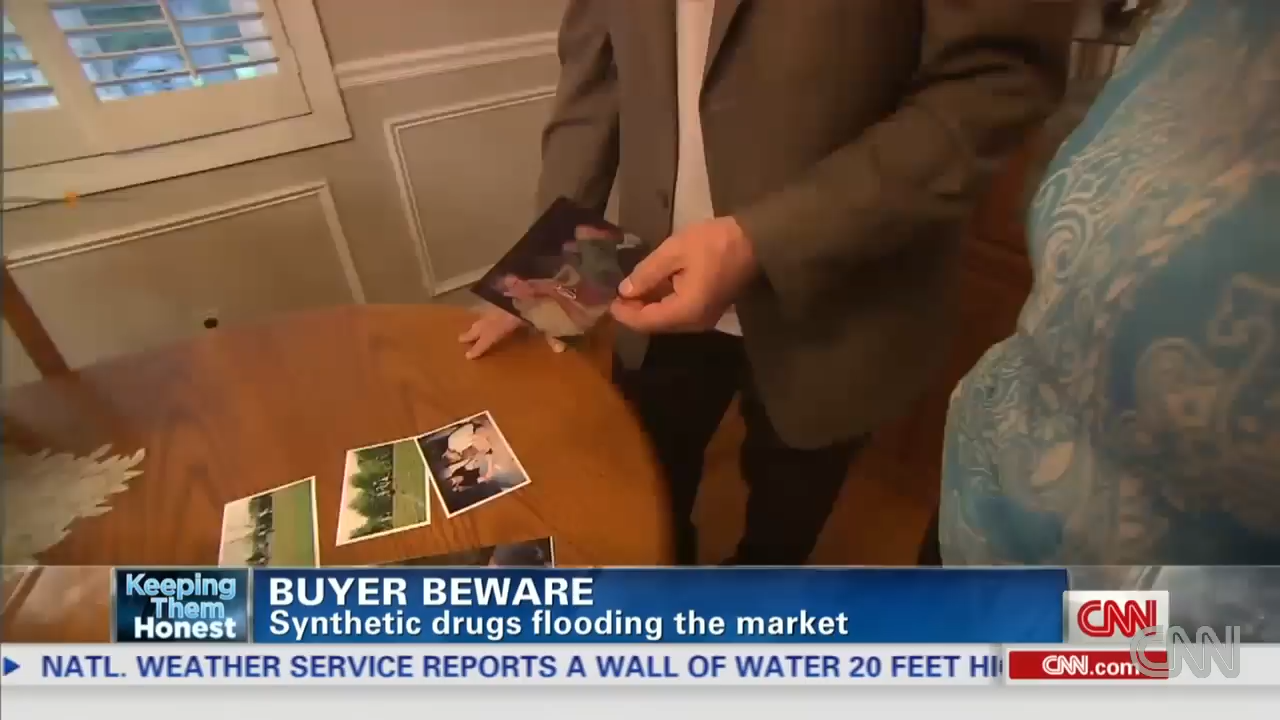 Keeping
Them
Honest
BUYER BEWARE
Synthetic drugs flooding the market
CNN
NATL. WEATHER SERVICE REPORTS A WALL OF WATER 20 FEET
CNN.com
CNN